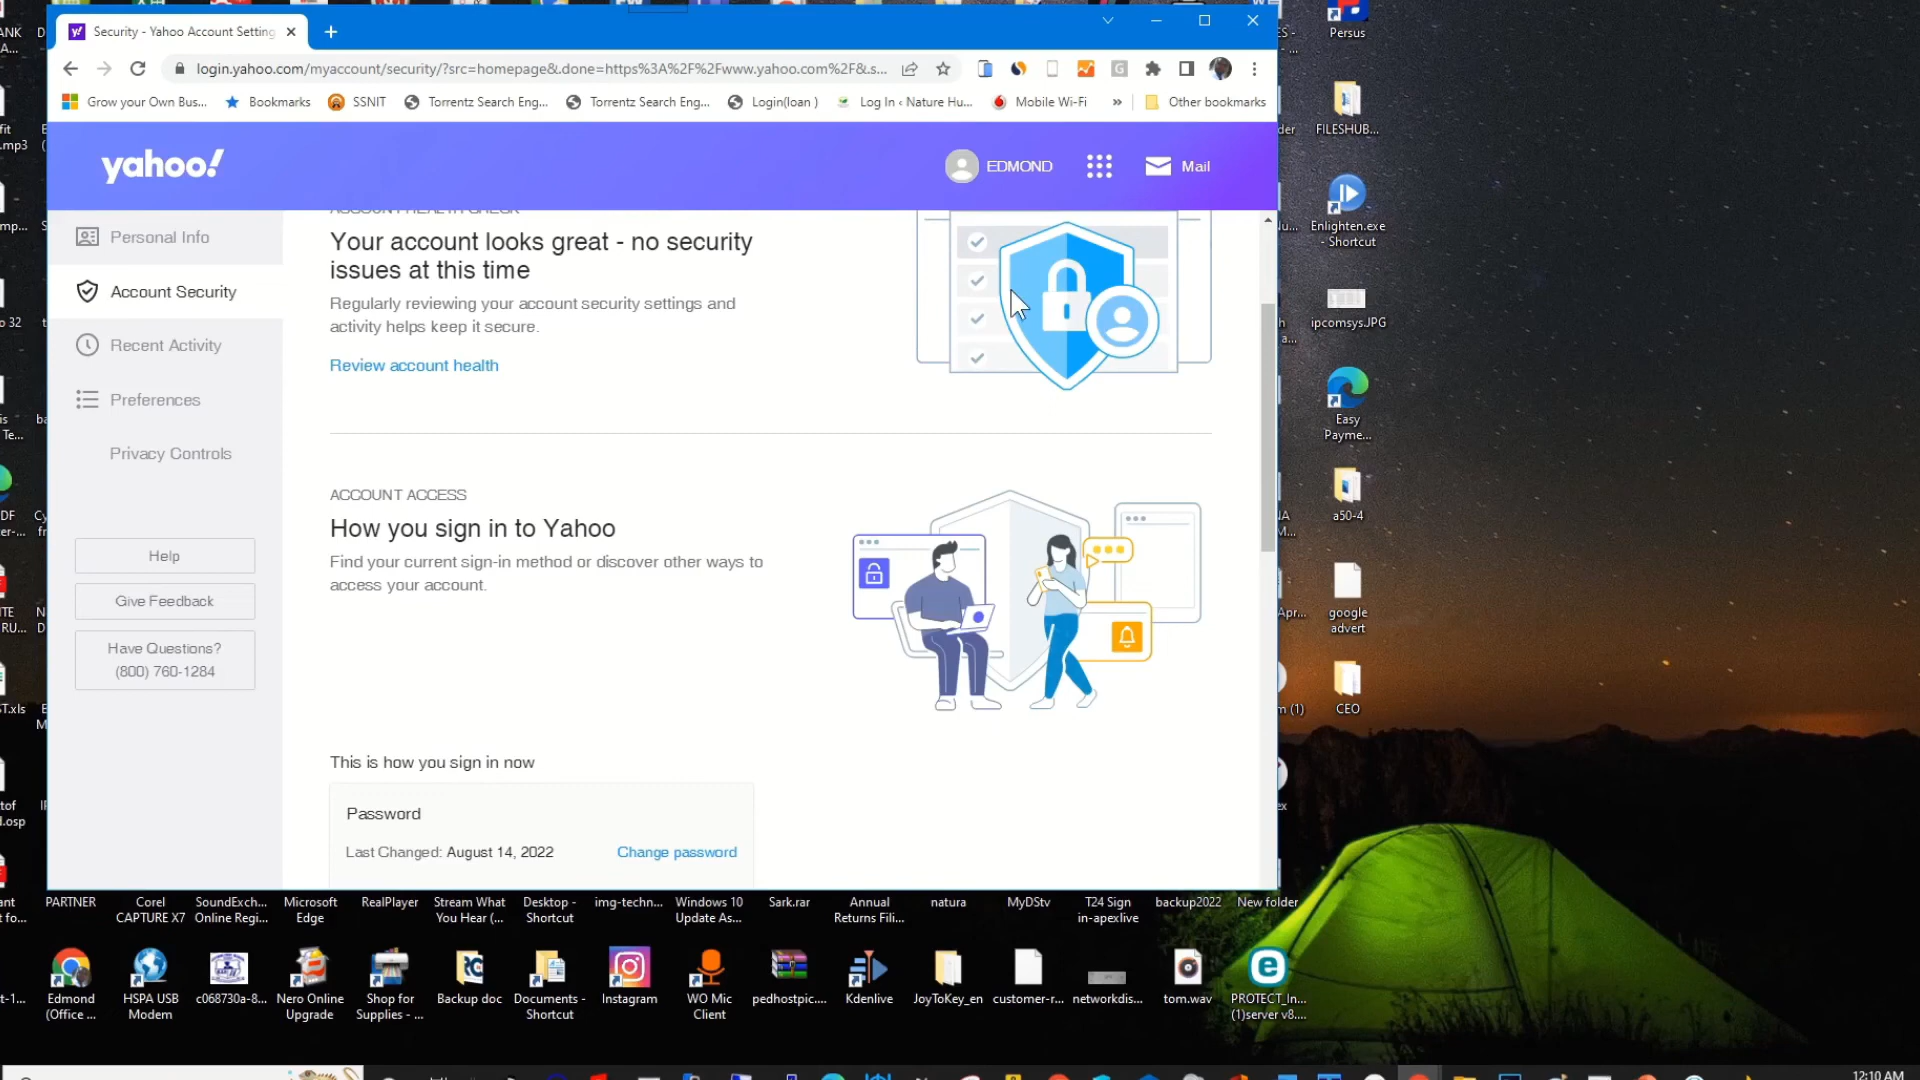 Security - Yahoo Account Setting
login.yahoo.com/myaccount/security/?src=homepage&.done=https%3A%2F%2Fwww.yahoo.com%2F&.s...
Grow your Own Bus...
Bookmarks
SSNIT
Torrentz Search Eng...
Torrentz Search Eng...
Login(loan )
Log In ‹ Nature Hu...
Mobile Wi-Fi
»
Other bookmarks
yahoo!
EDMOND
Mail
Personal Info
Account Security
Recent Activity
Preferences
Privacy Controls
Help
Give Feedback
Have Questions?
(800) 760-1284
ACCOUNT HEALTH CHECK
Your account looks great - no security
issues at this time
Regularly reviewing your account security settings and
activity helps keep it secure.
Review account health
ACCOUNT ACCESS
How you sign in to Yahoo
Find your current sign-in method or discover other ways to
access your account.
This is how you sign in now
Password
Last Changed: August 14, 2022
Change password
Persus
FILESHUB...
Enlighten.exe
- Shortcut
ipcomsys.JPG
Easy
Payme...
a50-4
google
advert
CEO
PARTNER
Corel
CAPTURE X7
SoundExch...
Online Regi...
Microsoft
Edge
RealPlayer
Stream What
You Hear (...
Desktop -
Shortcut
img-techn...
Windows 10
Update As...
Sark.rar
Annual
Returns Fili...
natura
MyDStv
T24 Sign
in-apexlive
backup2022
New folder
Edmond
(Office ...
HSPA USB
Modem
c068730a-8...
Nero Online
Upgrade
Shop for
Supplies - ...
Backup doc
Documents -
Shortcut
Instagram
WO Mic
Client
pedhostpic....
Kdenlive
JoyToKey_en
customer-r...
networkdis...
tom.wav
PROTECT_In...
(1)server v8....
12:10 AM